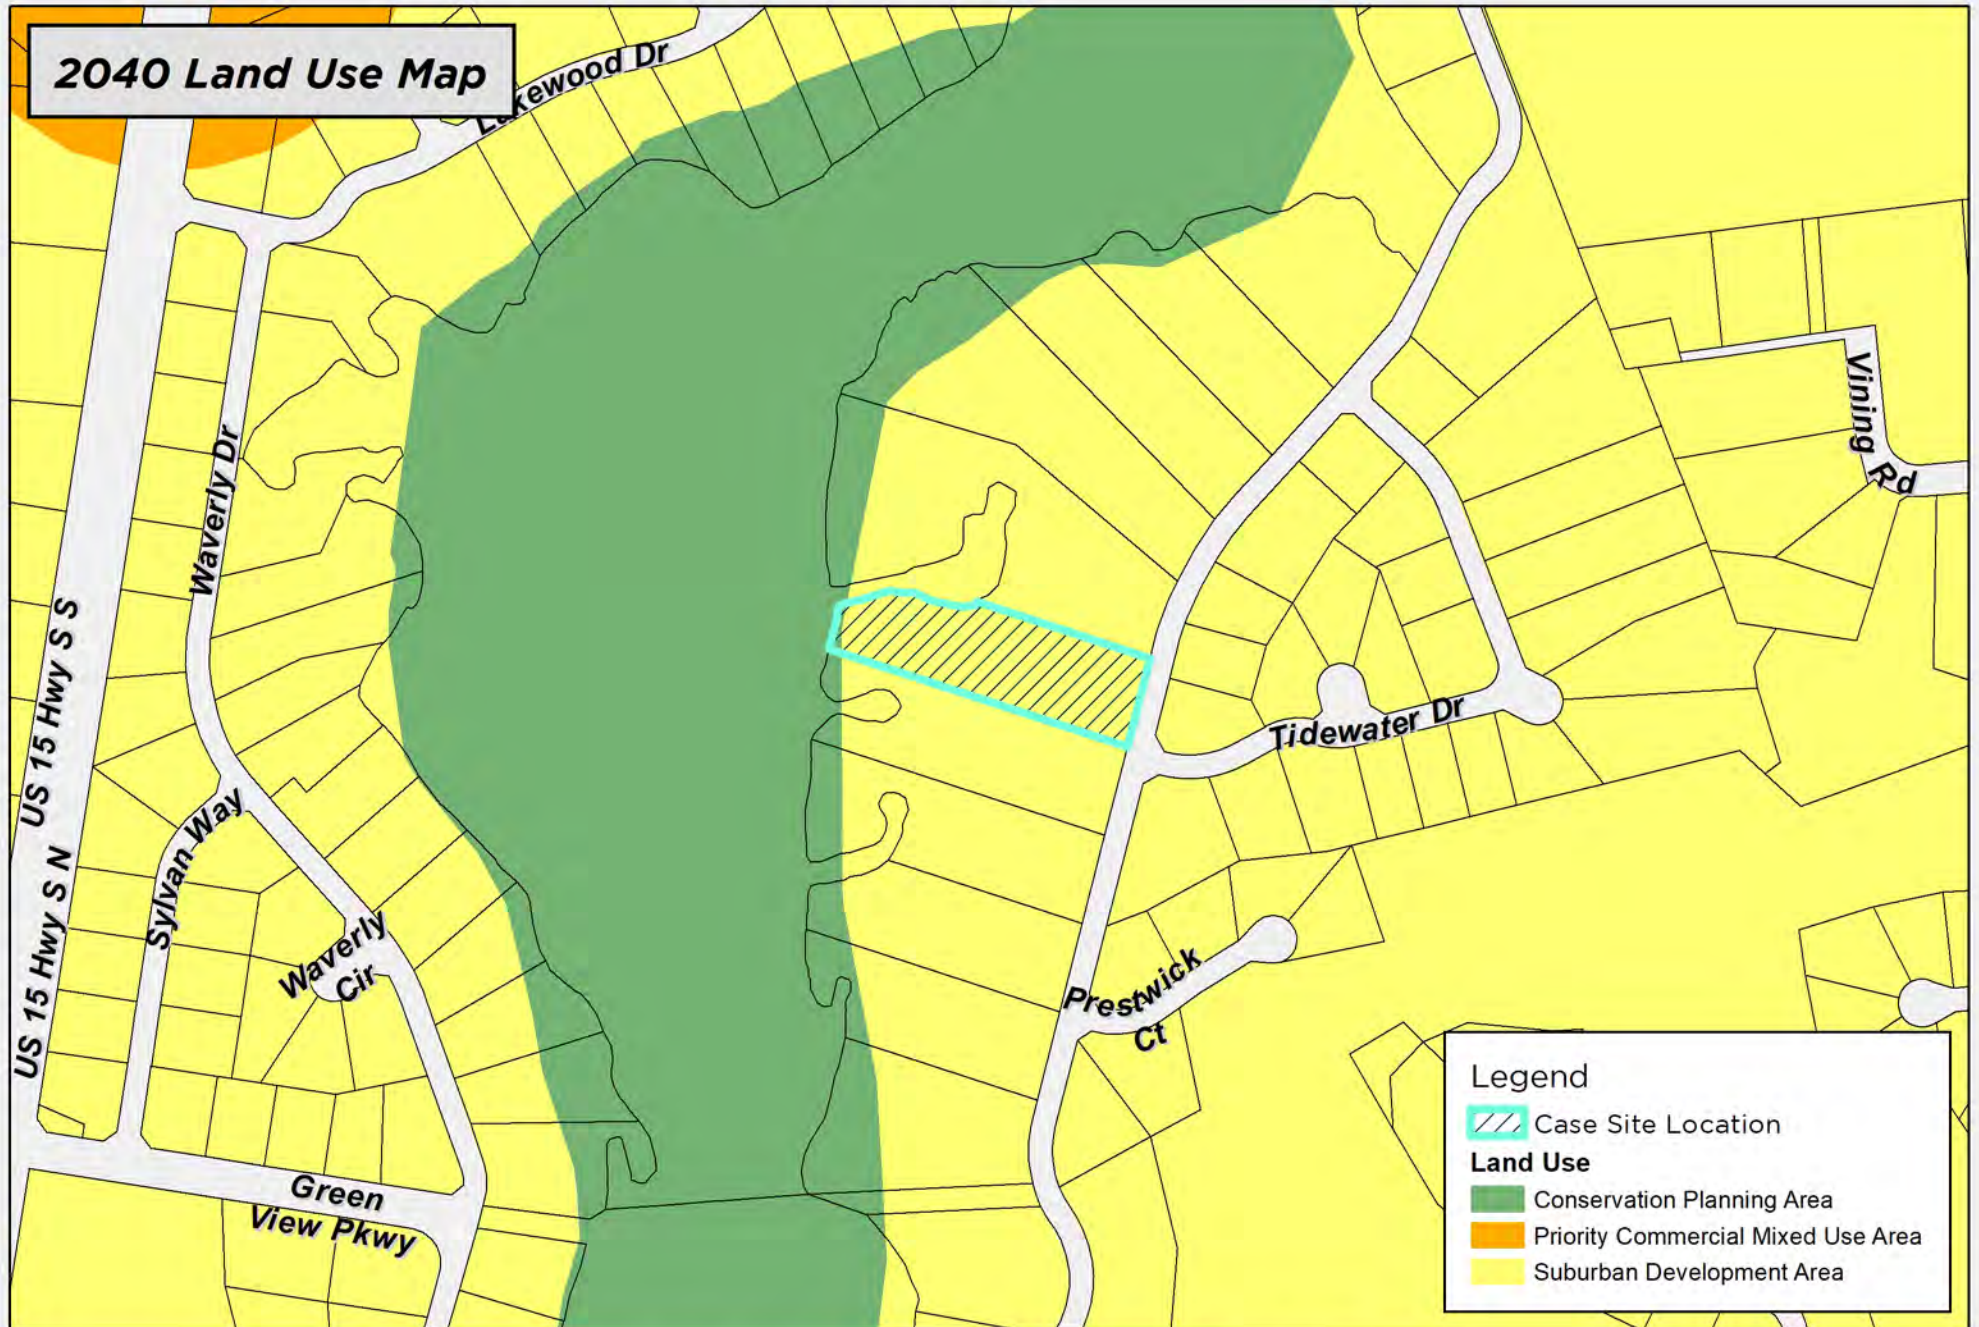 2040 Land Use Map
Lakewood Dr
Vining
Rd
Waverly Dr
US 15 Hwy S S
Tidewater Dr
Sylvan Way
US 15 Hwy S N
Waverly
Cir
Prestwick
Ct
Green
View Pkwy
Legend
Case Site Location
Land Use
Conservation Planning Area
Priority Commercial Mixed Use Area
Suburban Development Area